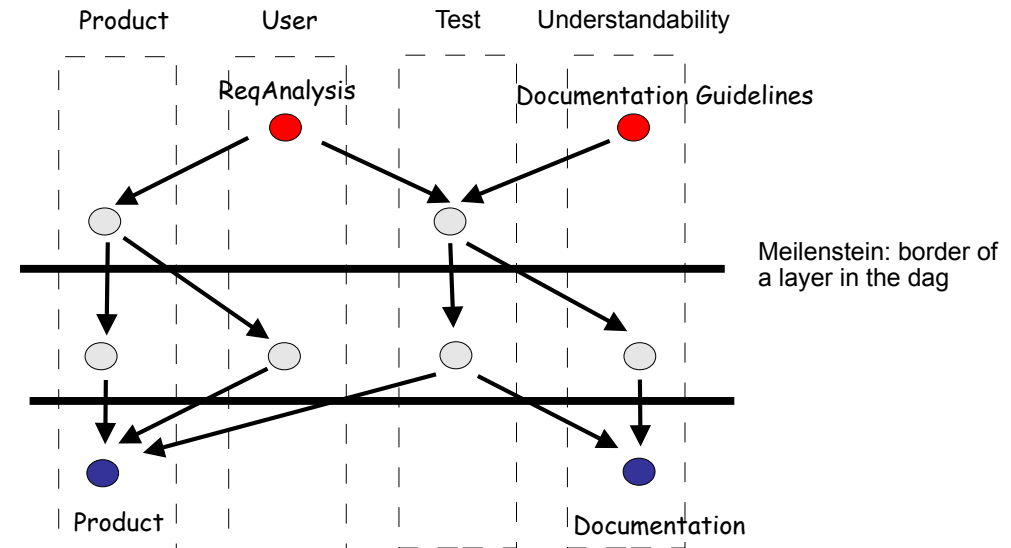 Product User Test Understandability
ReqAnalysis
Documentation Guidelines
Meilenstein: border of
a layer in the dag
Product
Documentation